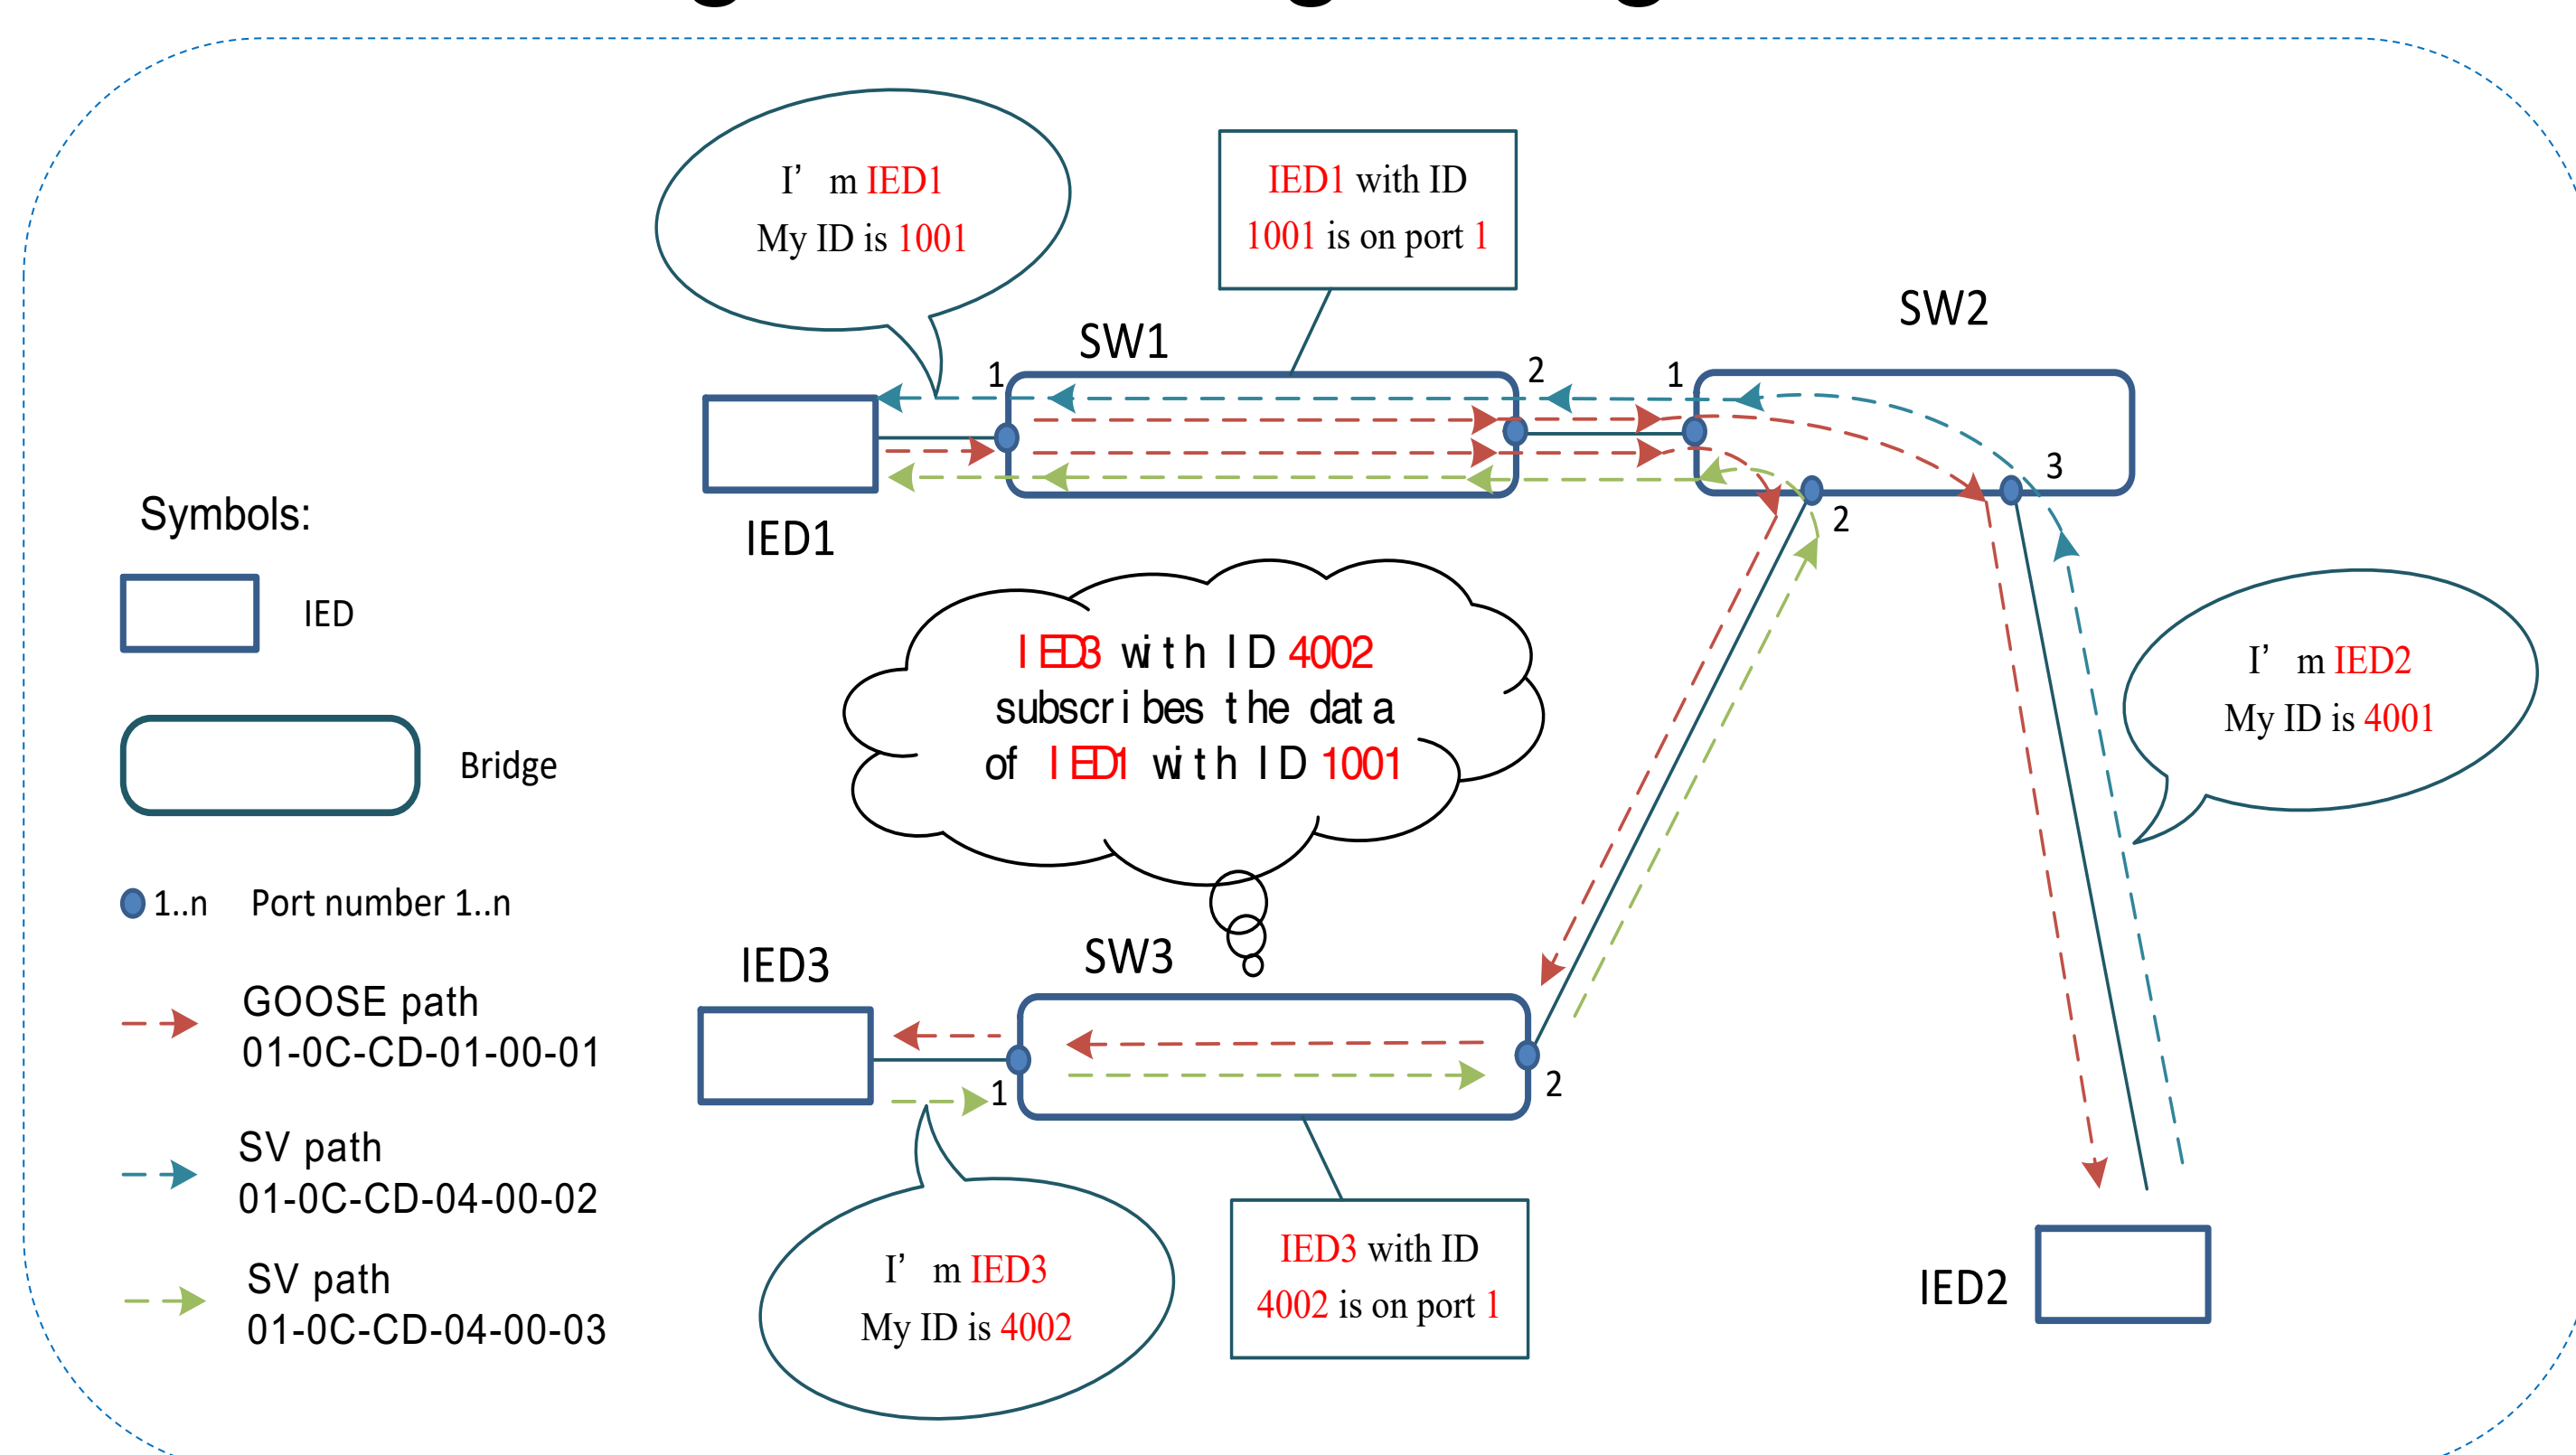 I’ m IED1
My ID is 1001
IED1 with ID
1001 is on port 1
SW1
SW2
1
2
1
3
2
IED1
Symbols:
IED
Bridge
1..n Port number 1..n
GOOSE path
01-0C-CD-01-00-01
SV path
01-0C-CD-04-00-02
SV path
01-0C-CD-04-00-03
IED3 with ID 4002
subscribes the data
of IED1 with ID 1001
I’ m IED2
My ID is 4001
IED3
SW3
1
2
I’ m IED3
My ID is 4002
IED3 with ID
4002 is on port 1
IED2